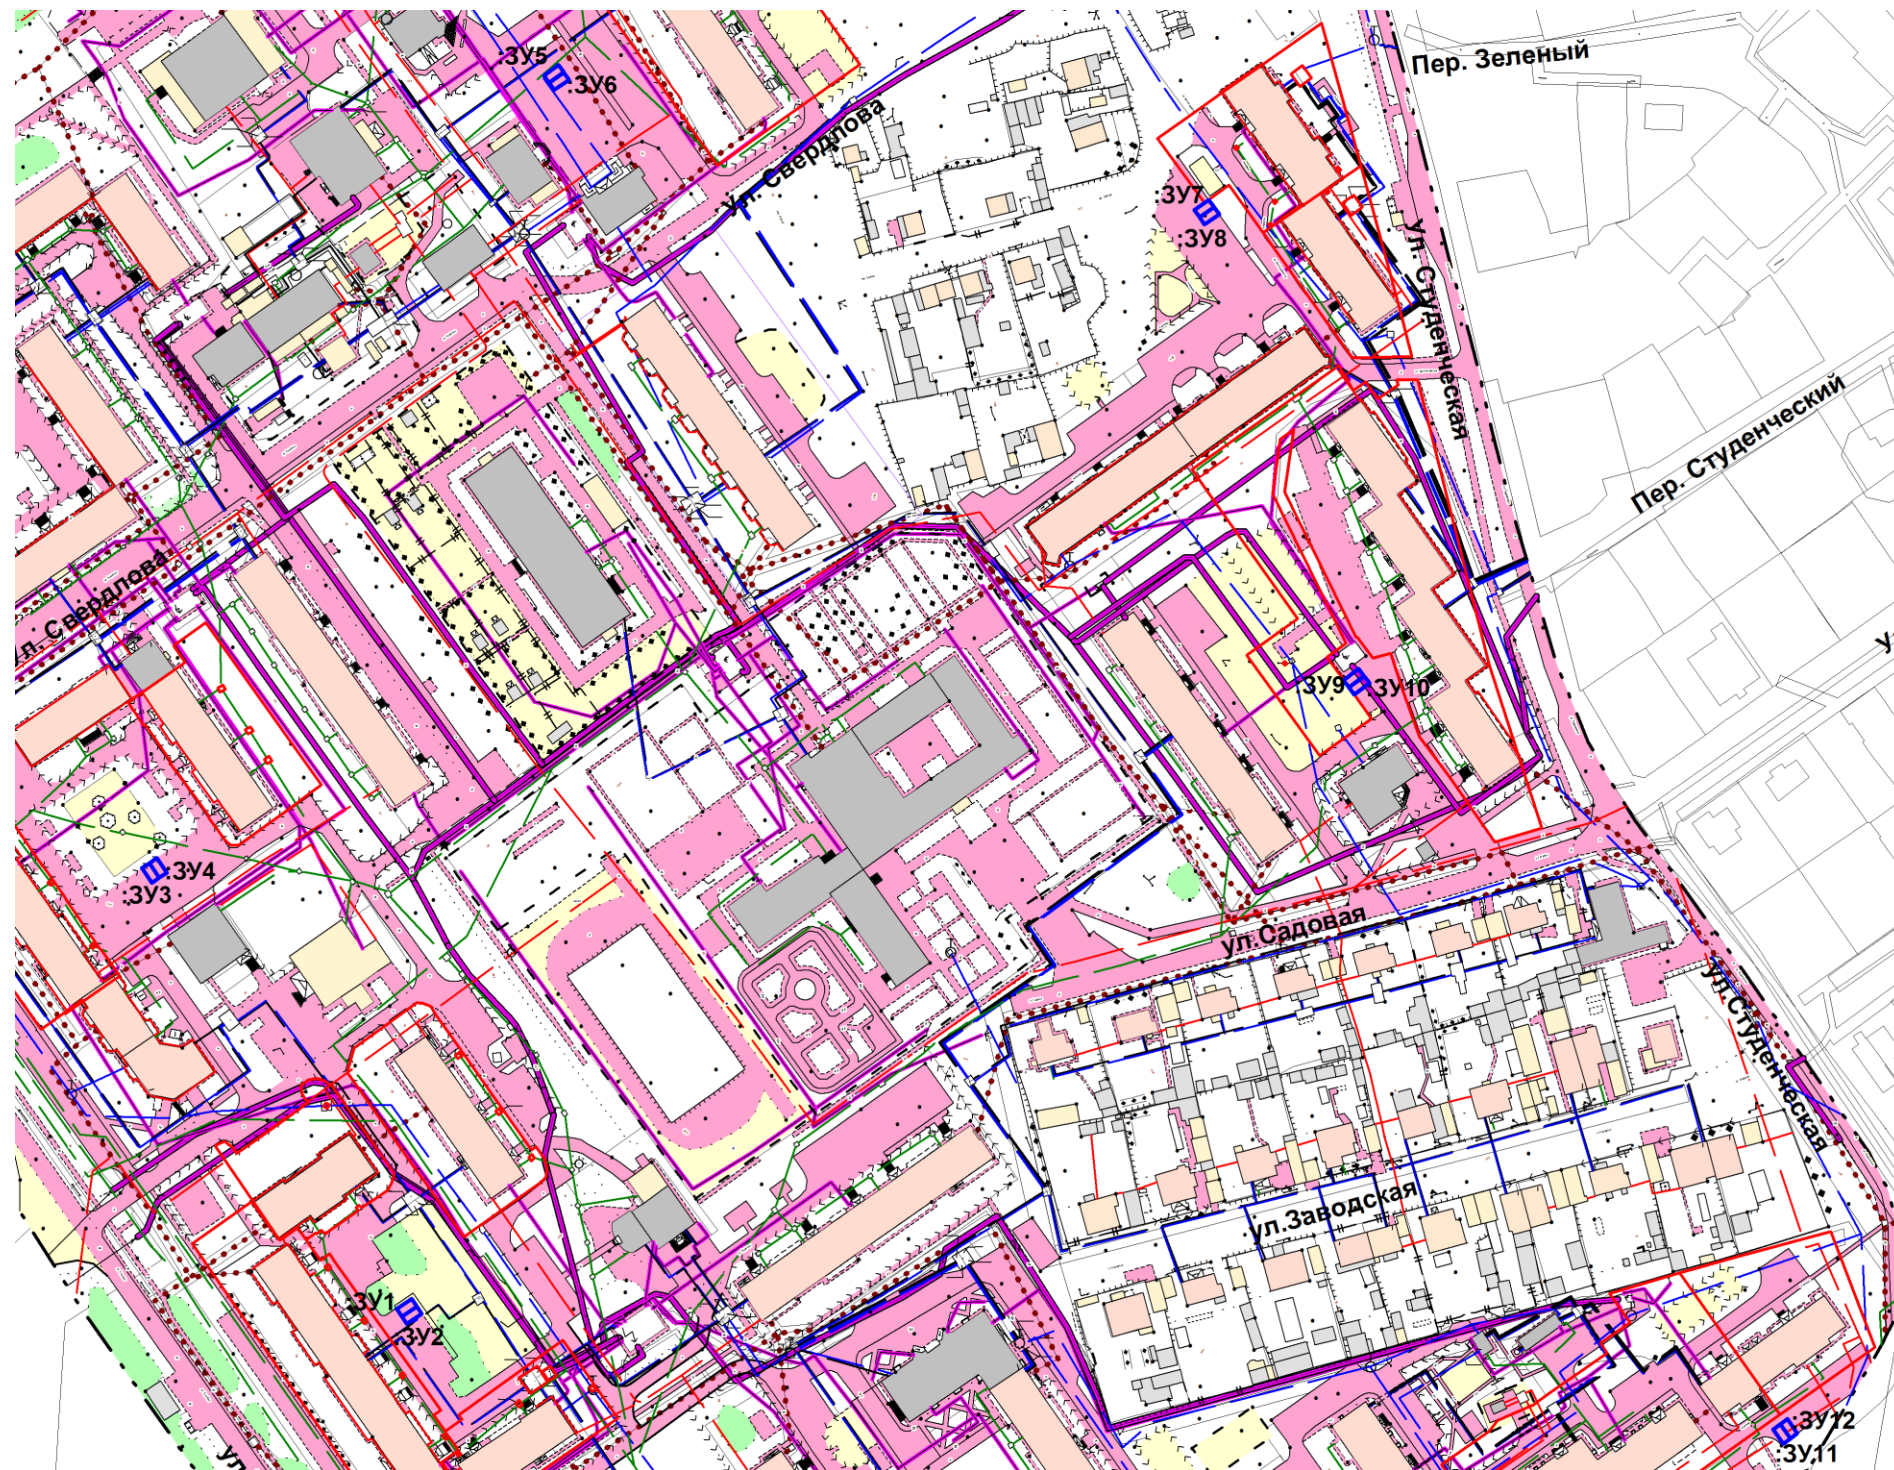 :ЗУ5
:ЗУ6
Пер. Зеленый
ул. Свердлова
:ЗУ7
:ЗУ8
Ул. Студенческая
Пер. Студенческий
ул. Свердлова
У
:ЗУ9
:ЗУ10
:ЗУ4
:ЗУ3
ул.Садовая
ул.Студенческая
ул.Заводская
:ЗУ1
:ЗУ2
ул
:ЗУ12
:ЗУ11